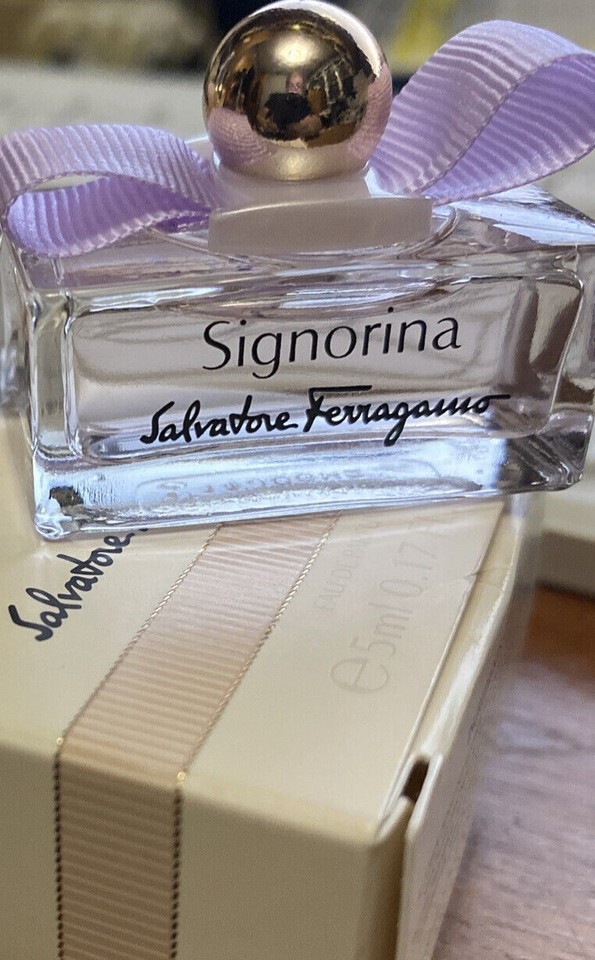 Signorina
Salvatore Ferragamo
Salvatore
e 5ml 0.17